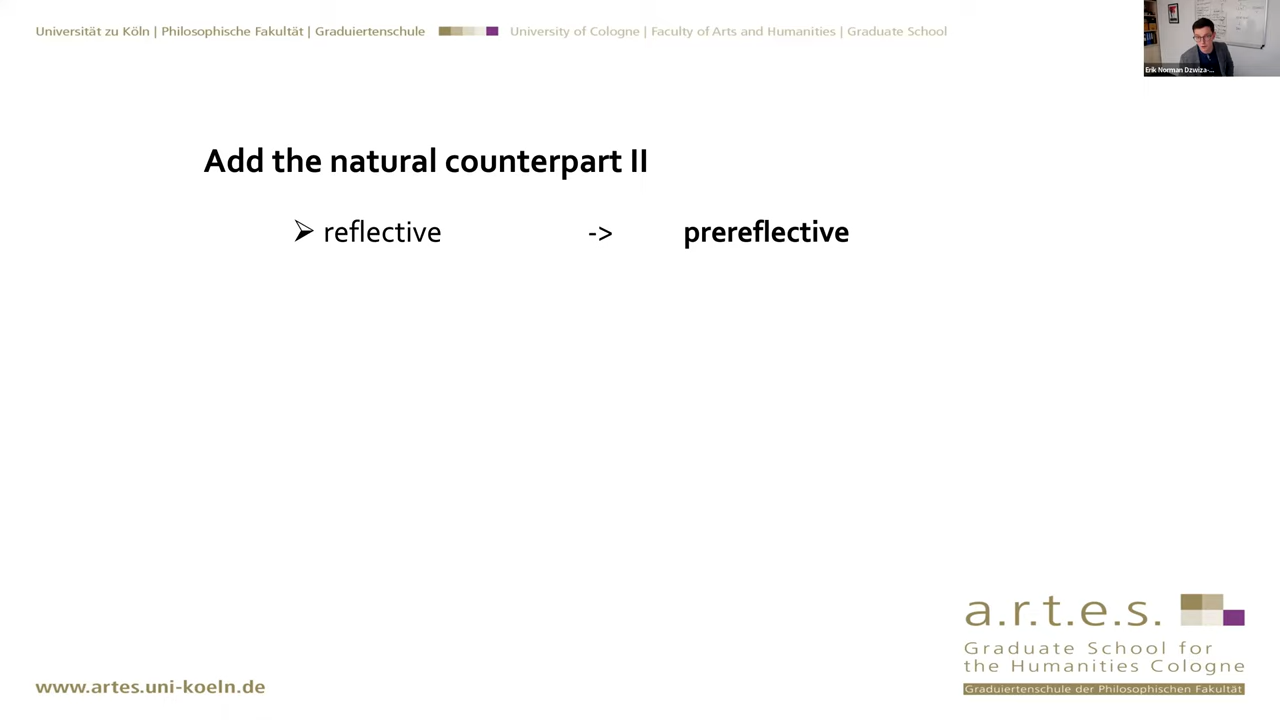 Universität zu Köln | Philosophische Fakultät | Graduiertenschule University of Cologne | Faculty of Arts and Humanities | Graduate School
Erik Norman Dzwiza-...
Add the natural counterpart II
➢ reflective -> prereflective
a.r.t.e.s.
Graduate School for
the Humanities Cologne
Graduiertenschule der Philosophischen Fakultät
www.artes.uni-koeln.de